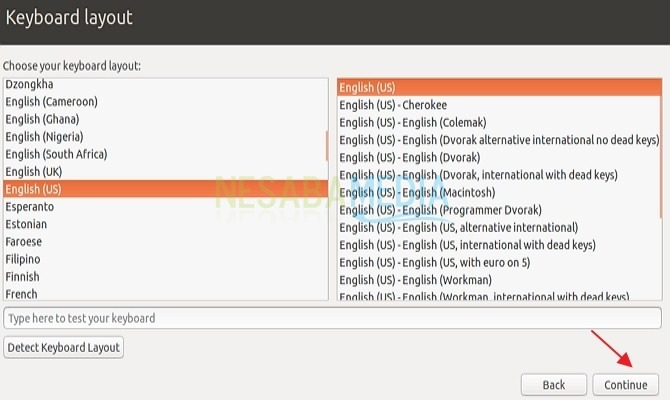 Keyboard layout
Choose your keyboard layout:
Dzongkha
English (Cameroon)
English (Ghana)
English (Nigeria)
English (South Africa)
English (UK)
English (US)
Esperanto
Estonian
Faroese
Filipino
Finnish
French
English (US)
English (US) - Cherokee
English (US) - English (Colemak)
English (US) - English (Dvorak alternative international no dead keys)
English (US) - English (Dvorak)
English (US) - English (Dvorak, international with dead keys)
English (US) - English (Macintosh)
English (US) - English (Programmer Dvorak)
English (US) - English (US, alternative international)
English (US) - English (US, international with dead keys)
English (US) - English (US, with euro on 5)
English (US) - English (Workman)
English (US) - English (Workman, international with dead keys)
NESABAMEDIA
Type here to test your keyboard
Detect Keyboard Layout
Back
Continue